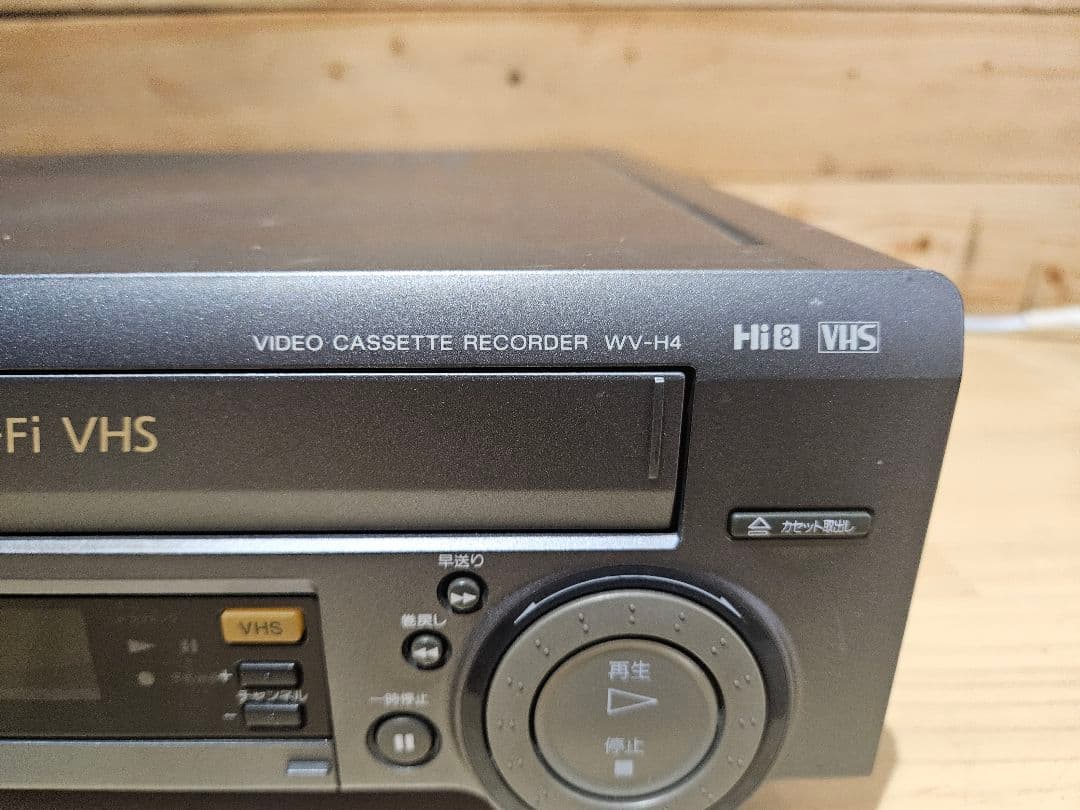 VIDEO CASSETTE RECORDER WV-H4
Hi8 VHS
-Fi VHS
カセット取出し
早送り
巻戻し
一時停止
VHS
+
チャンネル
-
再生
停止